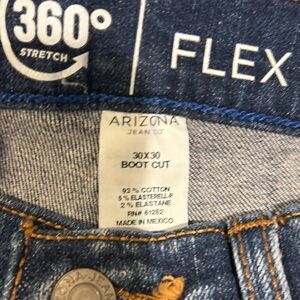 360°
STRETCH
FLEX
ARIZONA
JEAN CO
30X30
BOOT CUT
93 % COTTON
5 % ELASTERELL-P
2 % ELASTANE
RN# 61282
MADE IN MEXICO